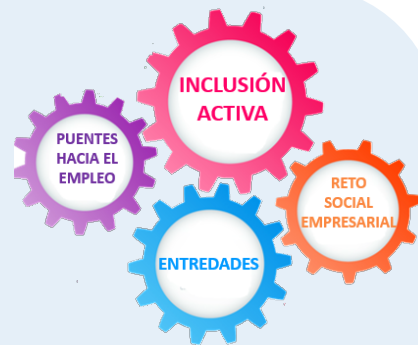 INCLUSIÓN
ACTIVA
PUENTES
HACIA EL
EMPLEO
RETO
SOCIAL
EMPRESARIAL
ENTREDADES